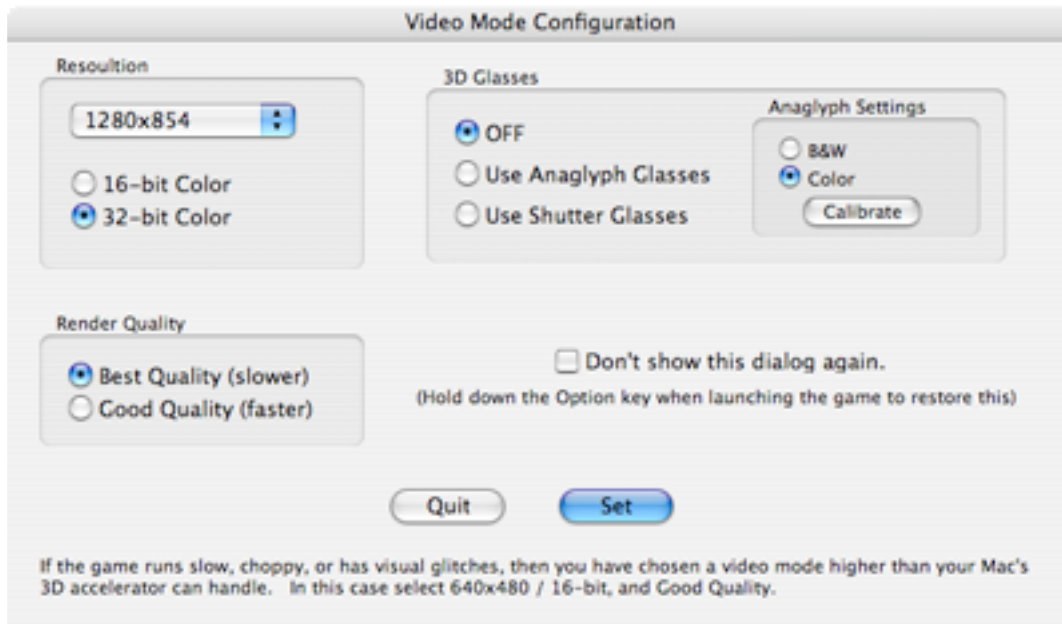 Video Mode Configuration
Resoultion
1280x854
16-bit Color
32-bit Color
3D Glasses
OFF
Use Anaglyph Glasses
Use Shutter Glasses
Anaglyph Settings
B&W
Color
Calibrate
Render Quality
Best Quality (slower)
Good Quality (faster)
Don't show this dialog again.
(Hold down the Option key when launching the game to restore this)
Quit
Set
If the game runs slow, choppy, or has visual glitches, then you have chosen a video mode higher than your Mac's
3D accelerator can handle.   In this case select 640x480 / 16-bit, and Good Quality.